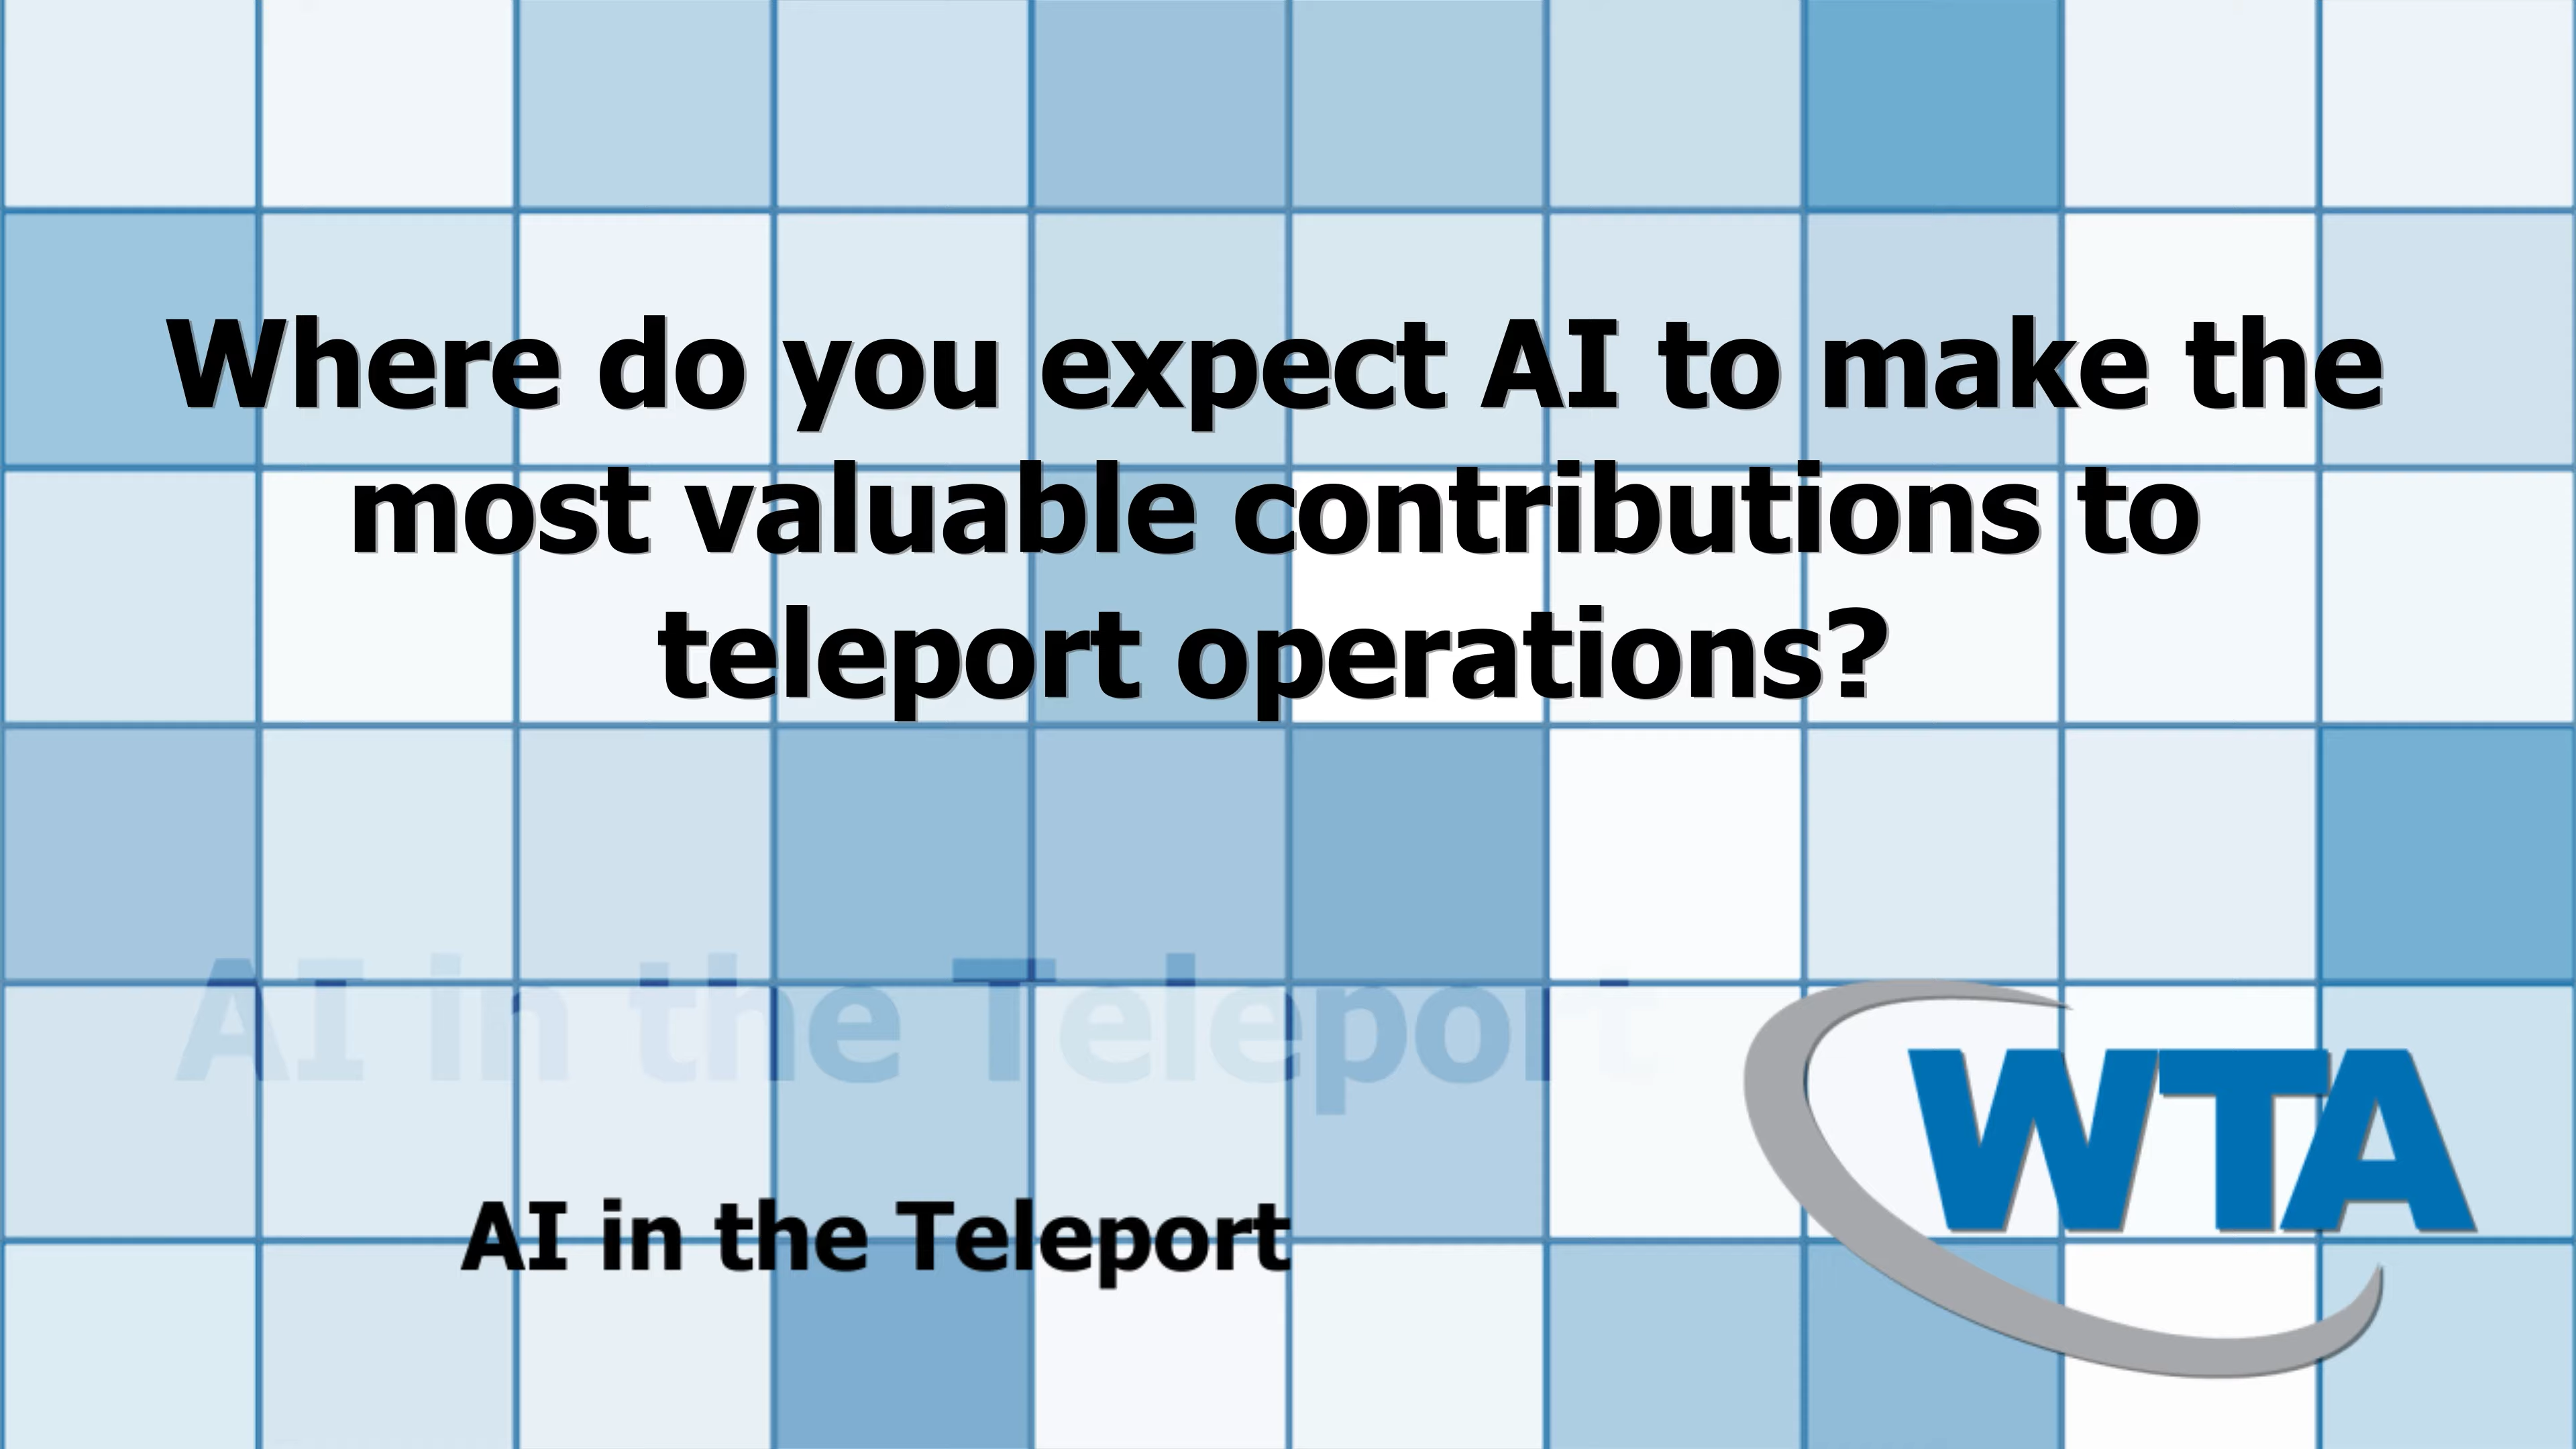 Where do you expect AI to make the
most valuable contributions to
teleport operations?
AI in the Teleport
WTA
AI in the Teleport